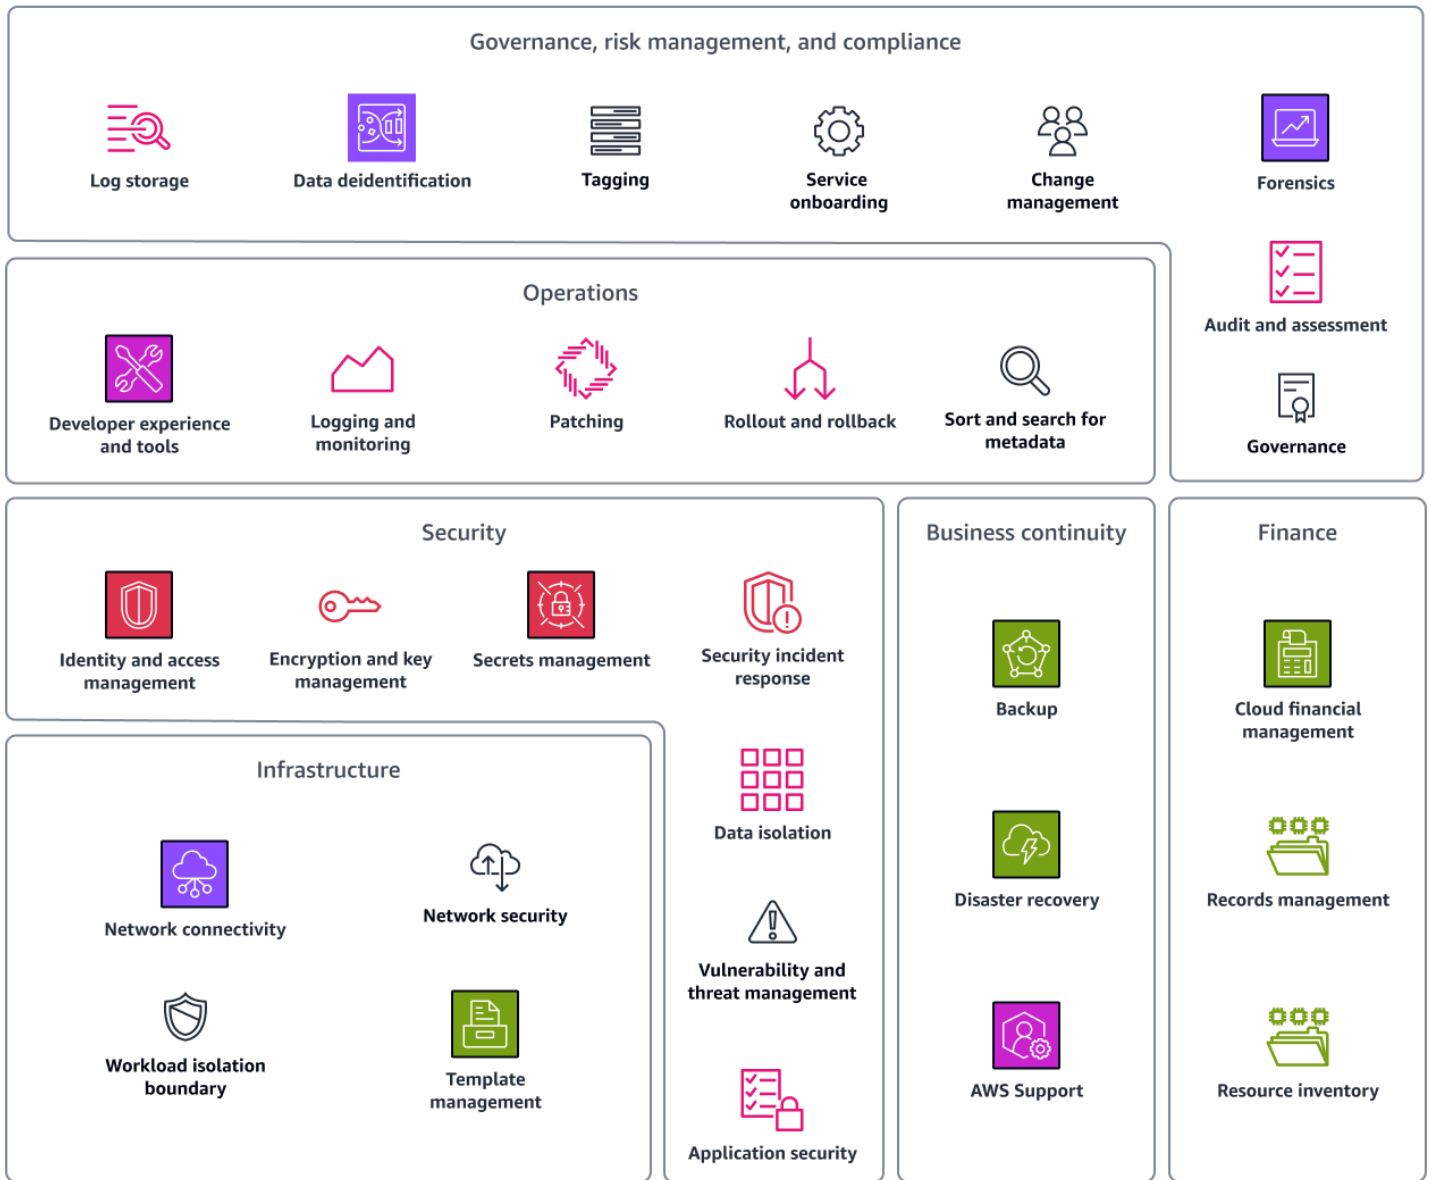 Governance, risk management, and compliance
Log storage
Data deidentification
Tagging
Service
onboarding
Change
management
Forensics
Audit and assessment
Governance
Operations
Developer experience
and tools
Logging and
monitoring
Patching
Rollout and rollback
Sort and search for
metadata
Security
Identity and access
management
Encryption and key
management
Secrets management
Security incident
response
Data isolation
Vulnerability and
threat management
Application security
Infrastructure
Network connectivity
Network security
Workload isolation
boundary
Template
management
Business continuity
Backup
Disaster recovery
AWS Support
Finance
Cloud financial
management
Records management
Resource inventory